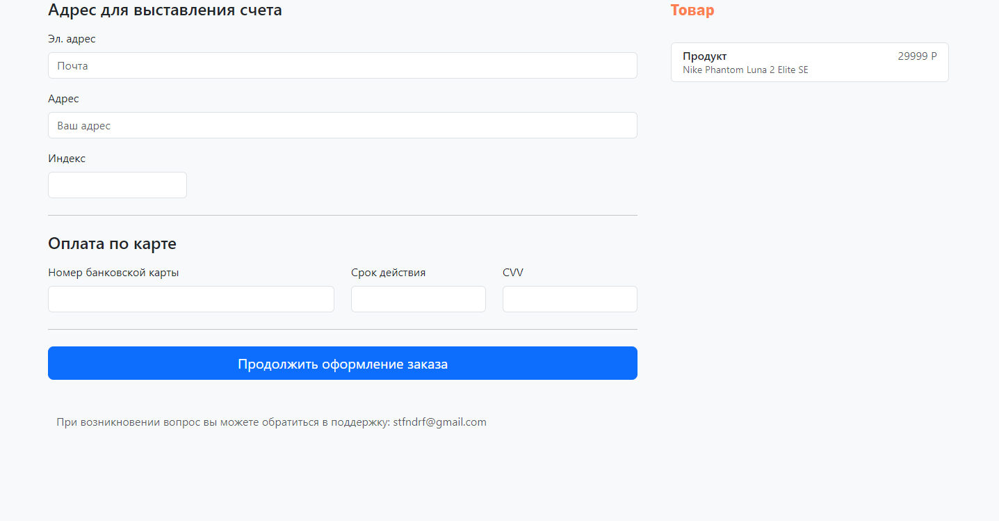 Адрес для выставления счета
Эл. адрес
Почта
Адрес
Ваш адрес
Индекс
Оплата по карте
Номер банковской карты
Срок действия
CVV
Продолжить оформление заказа
При возникновении вопрос вы можете обратиться в поддержку: stfndrf@gmail.com
Товар
Продукт
29999 Р
Nike Phantom Luna 2 Elite SE